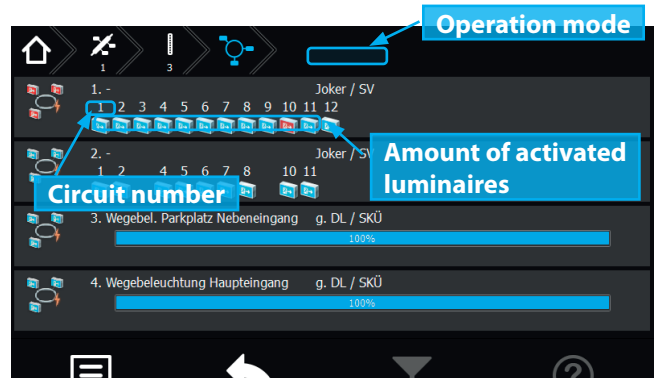 Operation mode
1
3
1. - Joker / SV
1 2 3 4 5 6 7 8 9 10 11 12
2. - Joker / SV
1 2 4 5 6 7 8 10 11
Amount of activated
luminaires
Circuit number
3. Wegebel. Parkplatz Nebeneingang g. DL / SKÜ
100%
4. Wegebeleuchtung Haupteingang g. DL / SKÜ
100%
?